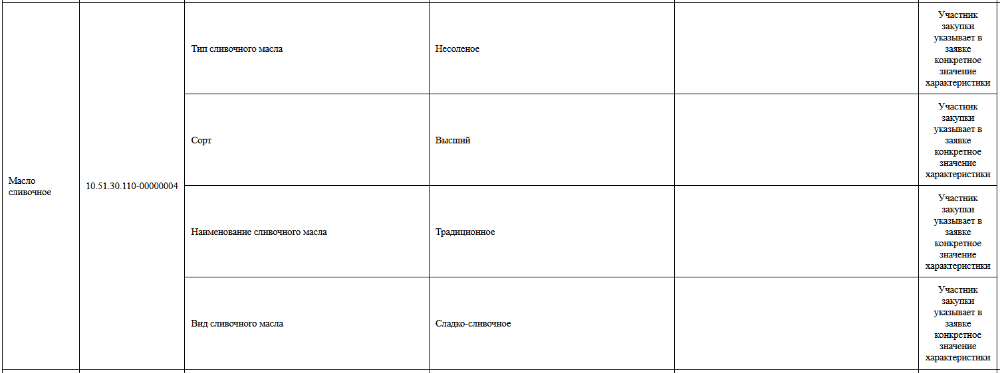 Масло
сливочное
10.51.30.110-00000004
Тип сливочного масла
Несоленое
Участник
закупки
указывает в
заявке
конкретное
значение
характеристики
Сорт
Высший
Участник
закупки
указывает в
заявке
конкретное
значение
характеристики
Наименование сливочного масла
Традиционное
Участник
закупки
указывает в
заявке
конкретное
значение
характеристики
Вид сливочного масла
Сладко-сливочное
Участник
закупки
указывает в
заявке
конкретное
значение
характеристики